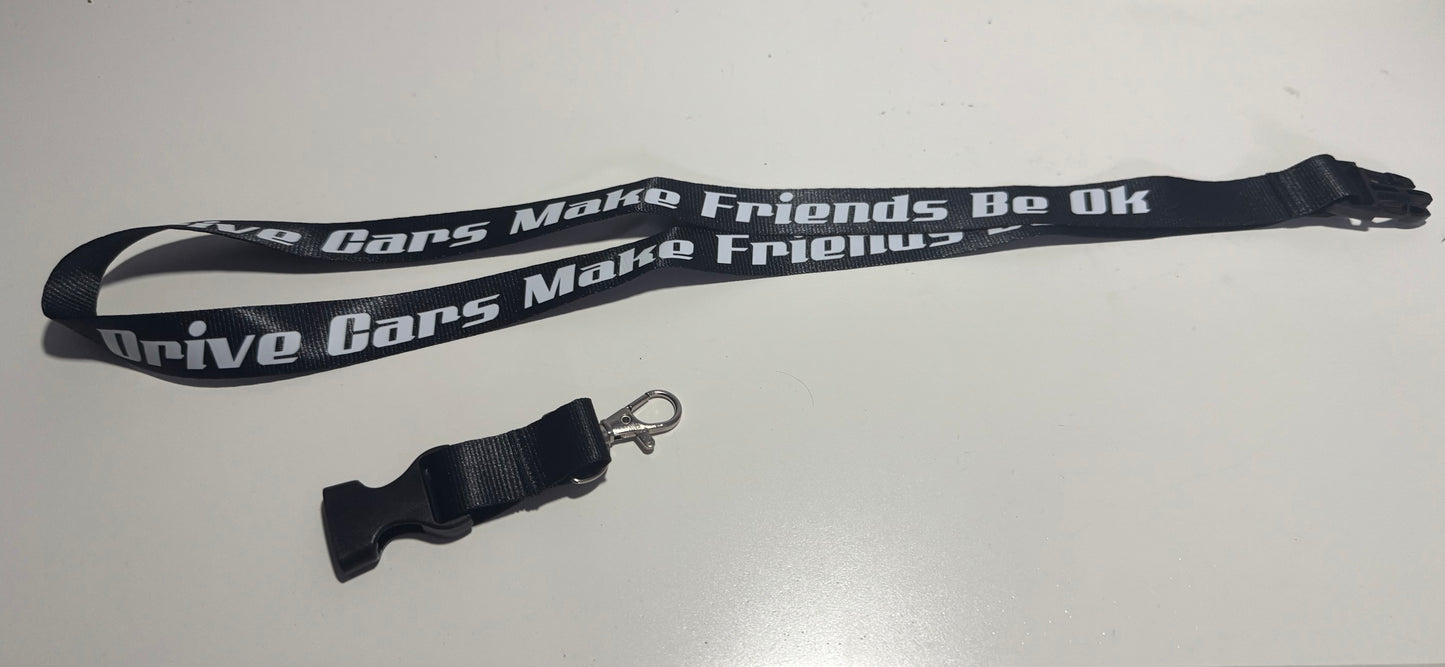 Drive Cars Make Friends Be Ok
Drive Cars Make Friends